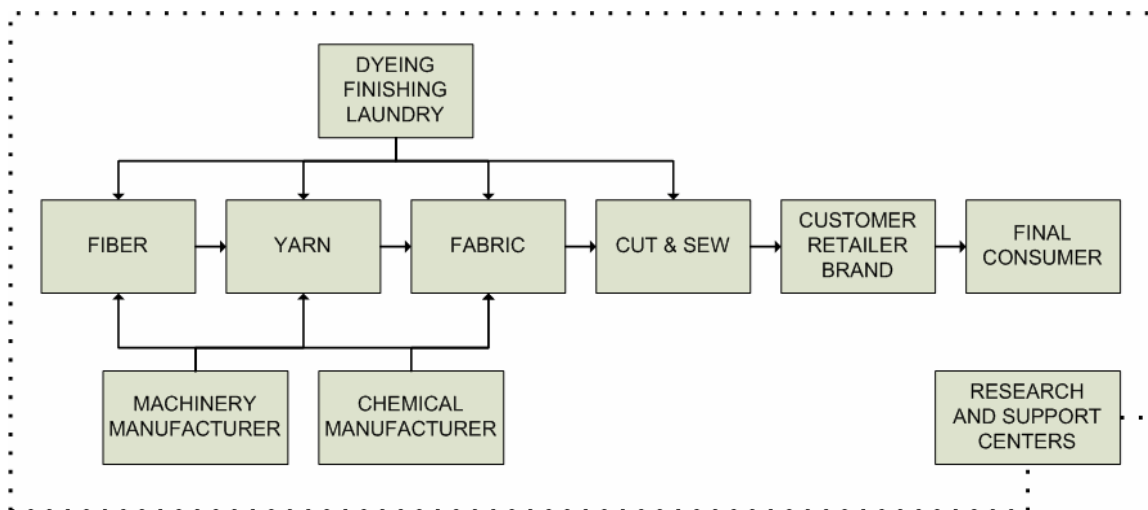 DYEING
FINISHING
LAUNDRY
FIBER
YARN
FABRIC
CUT & SEW
CUSTOMER
RETAILER
BRAND
FINAL
CONSUMER
MACHINERY
MANUFACTURER
CHEMICAL
MANUFACTURER
RESEARCH
AND SUPPORT
CENTERS